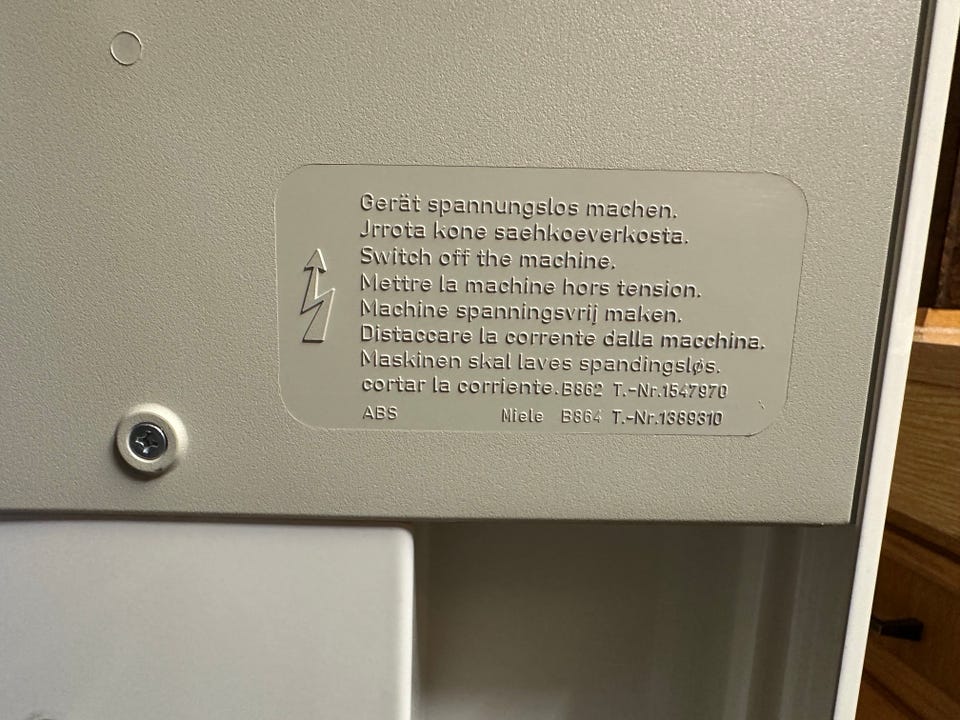 Gerät spannungslos machen.
Jrrota kone saehkoeverkosta.
Switch off the machine.
Mettre la machine hors tension.
Machine spanningsvrij maken.
Distaccare la corrente dalla macchina.
Maskinen skal laves spandingsløs.
cortar la corriente. B862 T.-Nr.1547970
ABS Miele B864 T.-Nr.1389310